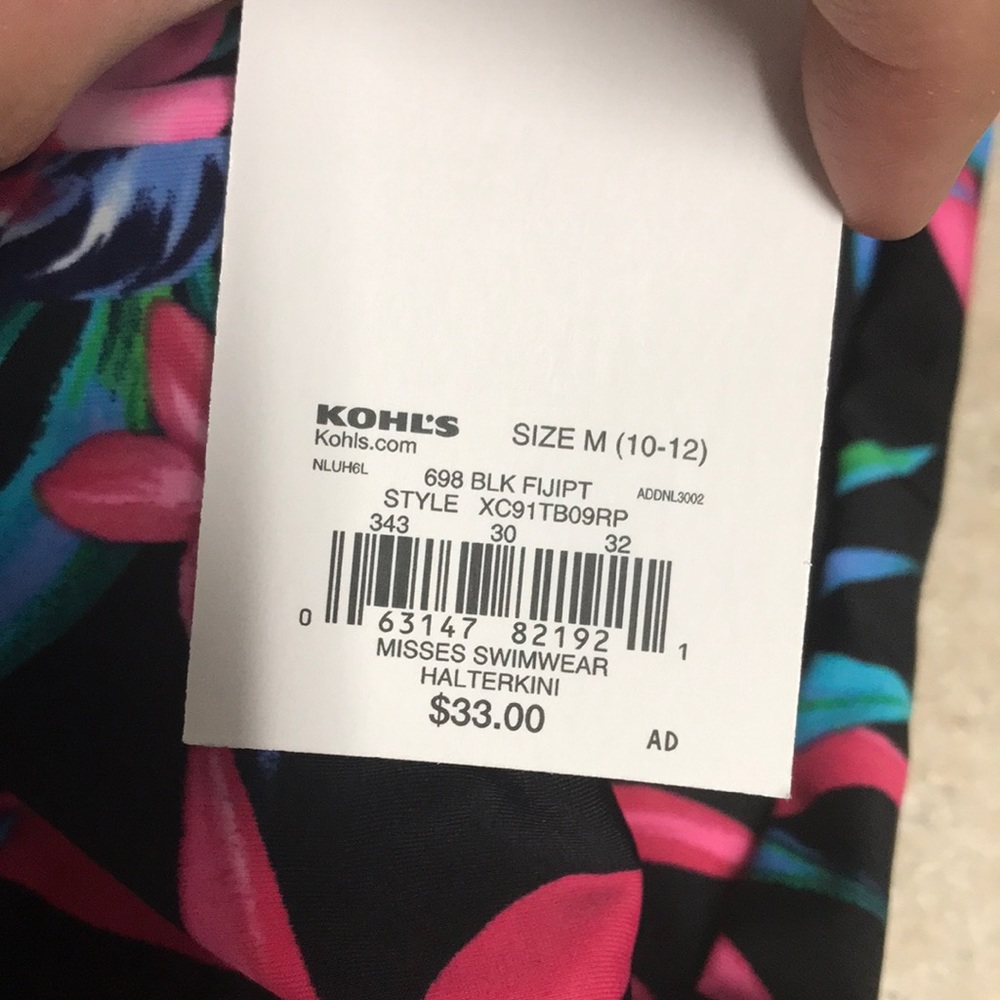 KOHL'S
Kohls.com
SIZE M (10-12)
NLUH6L
698 BLK FIJIPT
ADDNL3002
STYLE XC91TB09RP
343 30 32
0 63147 82192 1
MISSES SWIMWEAR
HALTERKINI
$33.00
AD